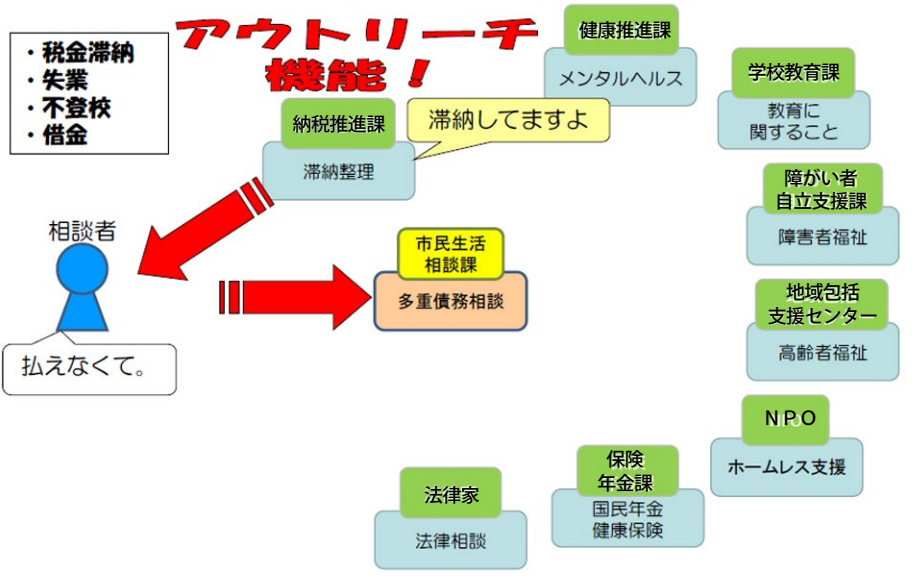 ・税金滞納
・失業
・不登校
・借金
アウトリーチ
機能！
健康推進課
メンタルヘルス
学校教育課
教育に
関すること
納税推進課
滞納整理
滞納してますよ
障がい者
自立支援課
障害者福祉
相談者
払えなくて。
市民生活
相談課
多重債務相談
地域包括
支援センター
高齢者福祉
ＮＰＯ
ホームレス支援
保険
年金課
国民年金
健康保険
法律家
法律相談